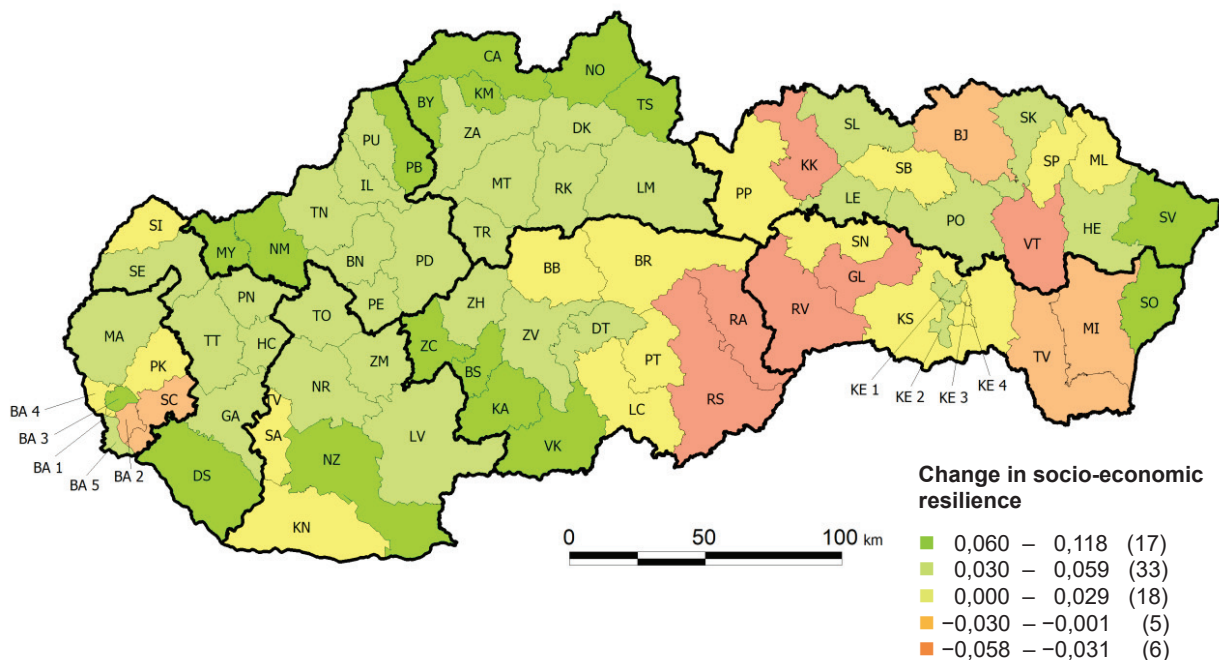 CA
NO
BY
KM
TS
PU
ZA
DK
PB
SL
BJ
SK
KK
SB
SP
ML
IL
MT
RK
LM
PP
LE
PO
SV
TN
HE
SI
TR
SN
VT
MY
NM
BN
PD
BB
BR
GL
SO
SE
PN
PE
ZH
RV
TO
DT
RA
KS
MI
MA
TT
HC
ZC
ZV
TV
ZM
PK
BS
PT
NR
SC
KA
LC
RS
KE 1
KE 2
KE 3
KE 4
BA 4
GA
TV
LV
BA 3
SA
VK
BA 1
NZ
BA 5
BA 2
DS
KN
0 50 100 km
Change in socio-economic
resilience
0,060 – 0,118 (17)
0,030 – 0,059 (33)
0,000 – 0,029 (18)
−0,030 – −0,001 (5)
−0,058 – −0,031 (6)